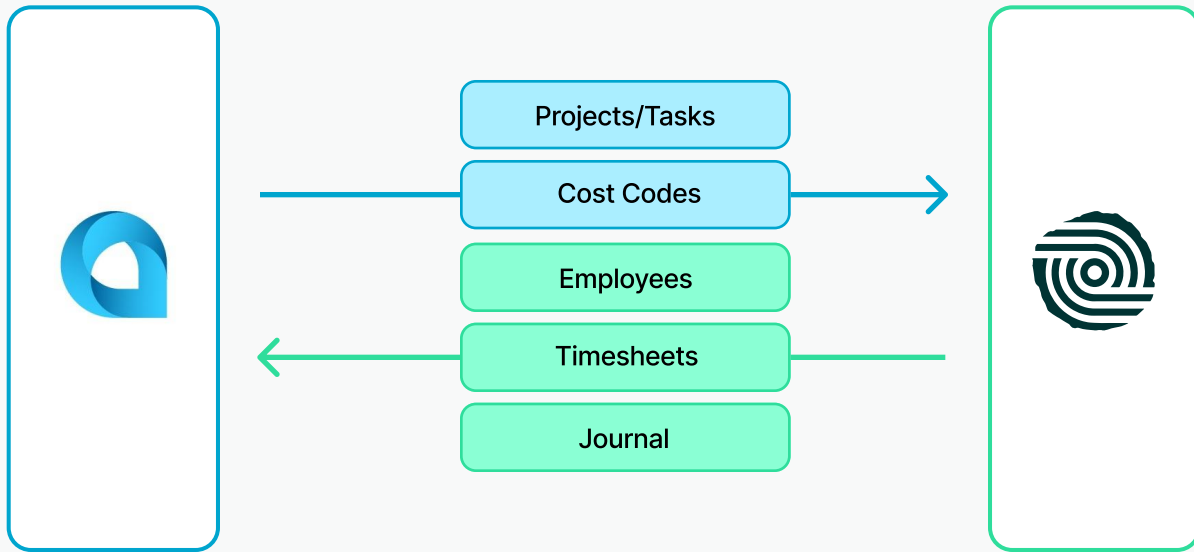 Projects/Tasks
Cost Codes
Employees
Timesheets
Journal